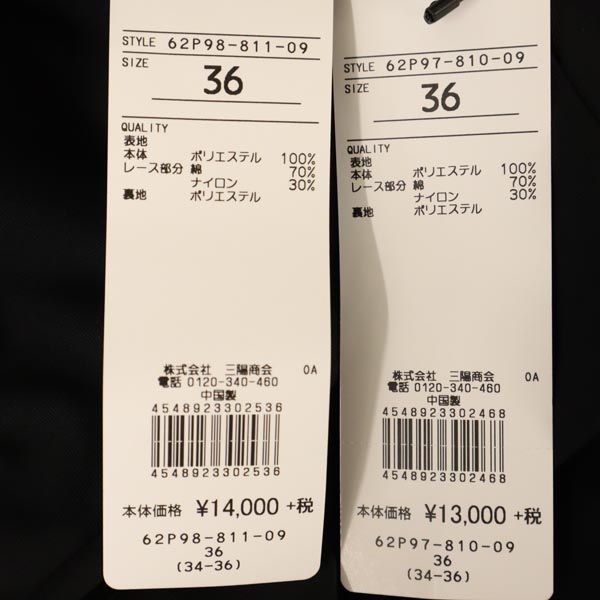 STYLE 62P98-811-09
SIZE
36
QUALITY
表地
本体 ポリエステル 100%
レース部分 綿 70%
ナイロン 30%
裏地 ポリエステル
株式会社 三陽商会 0A
電話 0120-340-460
中国製
4548923302536
4548923302536
本体価格 ¥14,000 +税
62P98-811-09
36
(34-36)
STYLE 62P97-810-09
SIZE
36
QUALITY
表地
本体 ポリエステル 100%
レース部分 綿 70%
ナイロン 30%
裏地 ポリエステル
株式会社 三陽商会 0A
電話 0120-340-460
中国製
4548923302468
4548923302468
本体価格 ¥13,000 +税
62P97-810-09
36
(34-36)